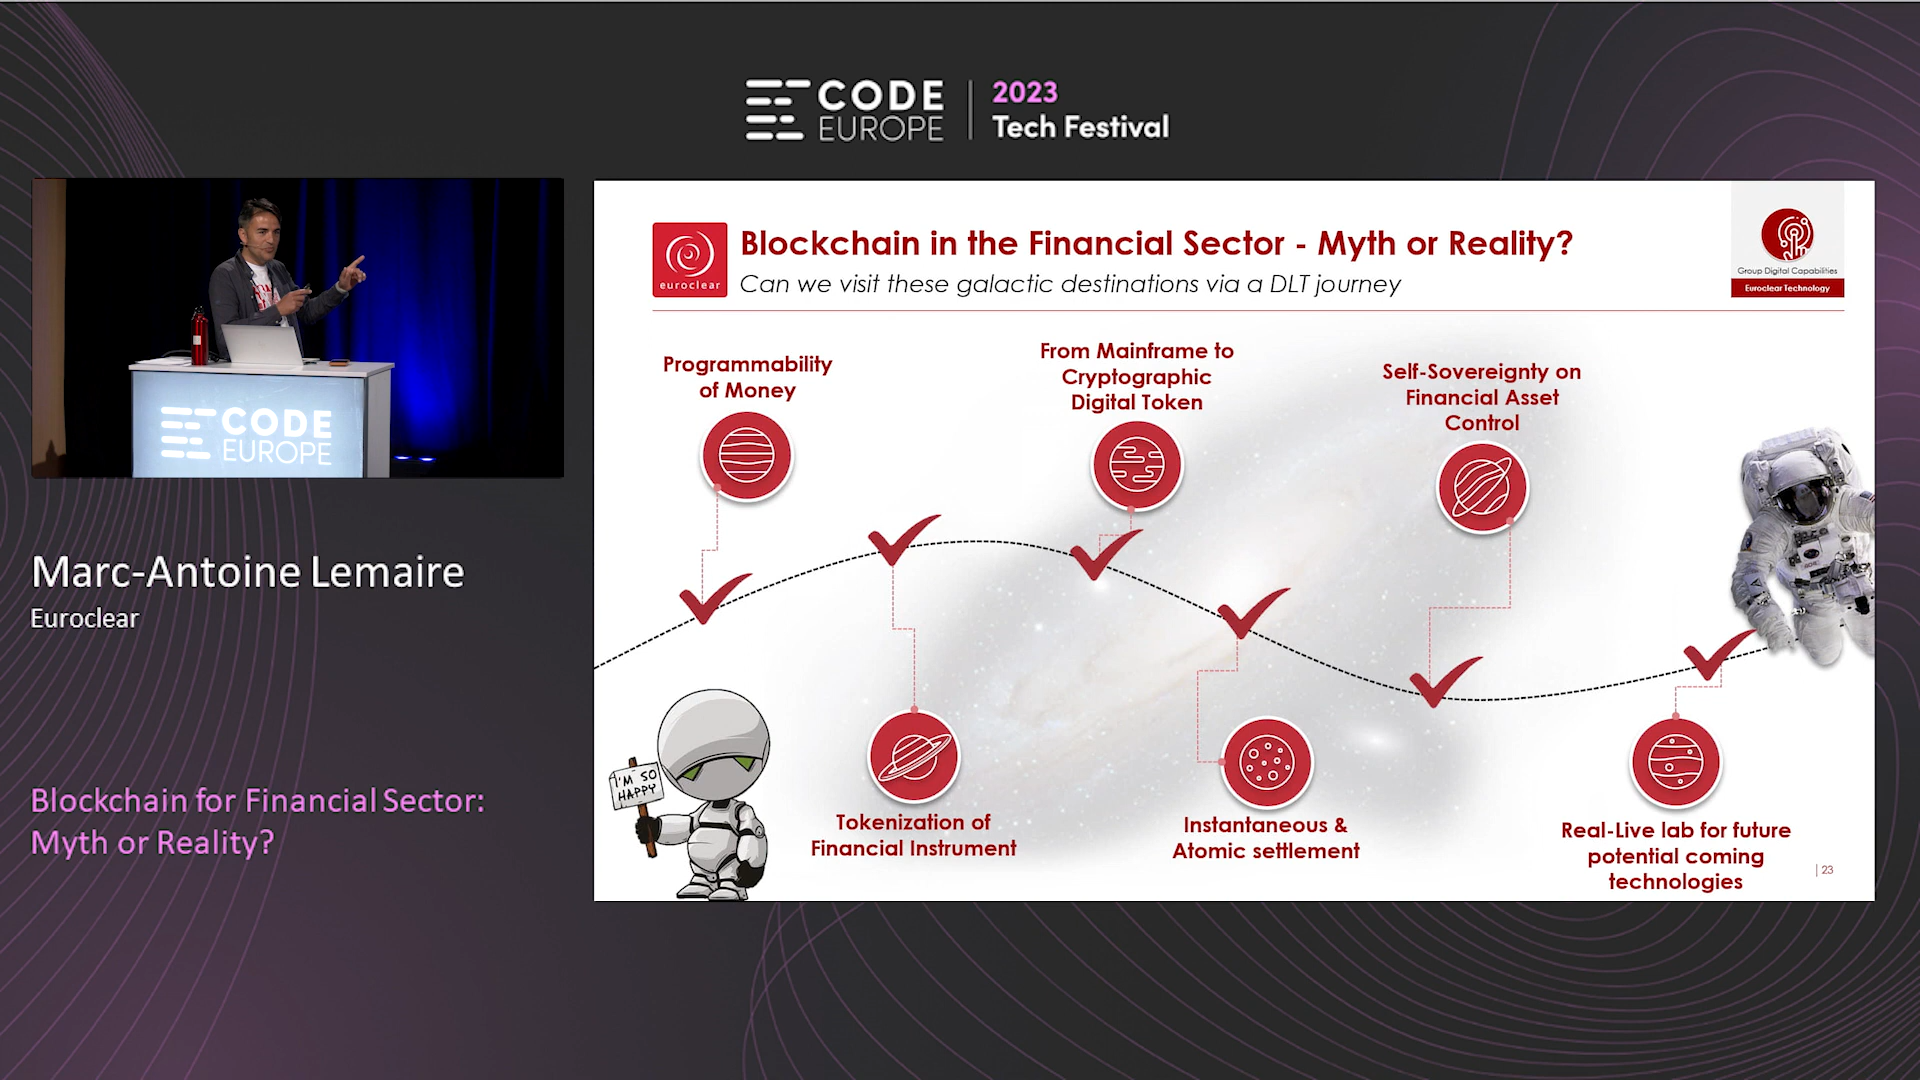 CODE
EUROPE
2023
Tech Festival
CODE
EUROPE
Marc-Antoine Lemaire
Euroclear
Blockchain for Financial Sector:
Myth or Reality?
euroclear
Blockchain in the Financial Sector - Myth or Reality?
Can we visit these galactic destinations via a DLT journey
Group Digital Capabilities
Euroclear Technology
Programmability
of Money
From Mainframe to
Cryptographic
Digital Token
Self-Sovereignty on
Financial Asset
Control
I'M SO
HAPPY
Tokenization of
Financial Instrument
Instantaneous &
Atomic settlement
Real-Live lab for future
potential coming
technologies
| 23